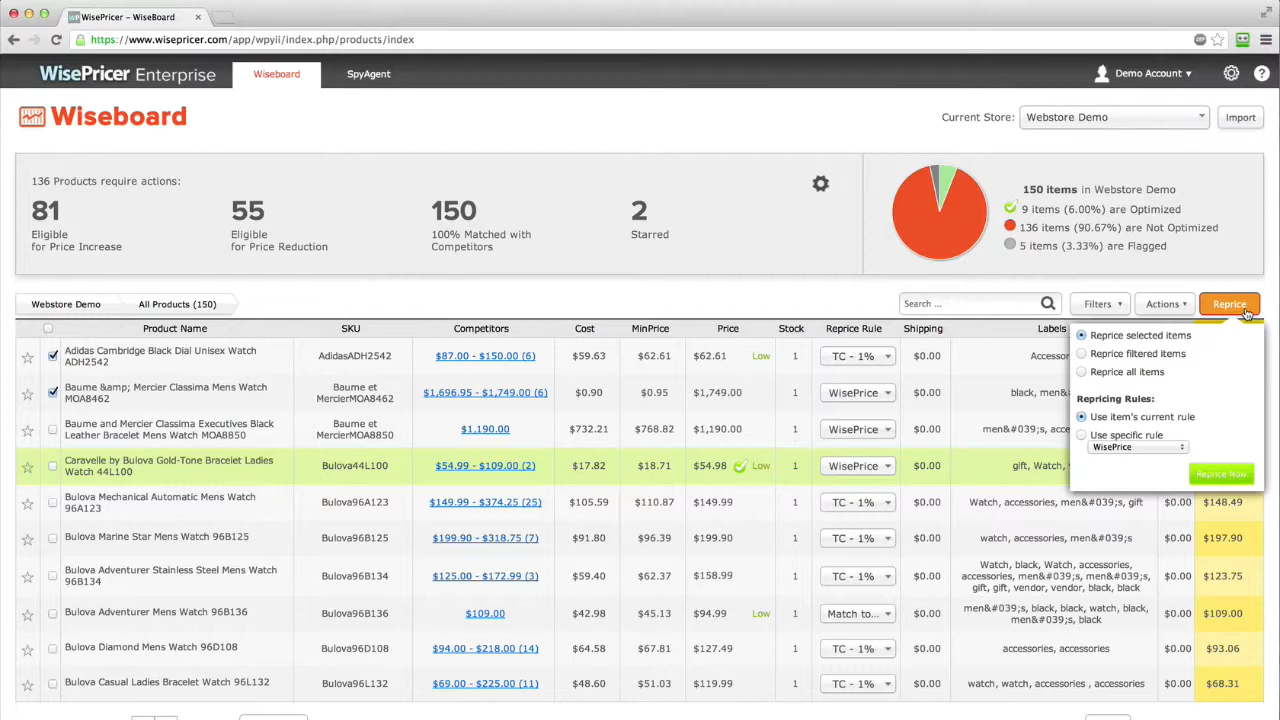 WisePricer – WiseBoard
https://www.wisepricer.com/app/wpyii/index.php/products/index
WisePricer Enterprise
Wiseboard
SpyAgent
Demo Account
Wiseboard
Current Store:
Webstore Demo
Import
136 Products require actions:
81
Eligible
for Price Increase
55
Eligible
for Price Reduction
150
100% Matched with
Competitors
2
Starred
150 items in Webstore Demo
9 items (6.00%) are Optimized
136 items (90.67%) are Not Optimized
5 items (3.33%) are Flagged
Webstore Demo
All Products (150)
Search ...
Filters
Actions
Reprice
Product Name SKU Competitors Cost MinPrice Price Stock Reprice Rule Shipping Labels
Adidas Cambridge Black Dial Unisex Watch
ADH2542
AdidasADH2542
$87.00 - $150.00 (6)
$59.63
$62.61
$62.61
Low
1
TC - 1%
$0.00
Accessor
Baume &amp; Mercier Classima Mens Watch
MOA8462
Baume et
MercierMOA8462
$1,696.95 - $1,749.00 (6)
$0.90
$0.95
$1,749.00
1
WisePrice
$0.00
black, men
Baume and Mercier Classima Executives Black
Leather Bracelet Mens Watch MOA8850
Baume et
MercierMOA8850
$1,190.00
$732.21
$768.82
$1,190.00
1
WisePrice
$0.00
men&#039;s, acc
Caravelle by Bulova Gold-Tone Bracelet Ladies
Watch 44L100
Bulova44L100
$54.99 - $109.00 (2)
$17.82
$18.71
$54.98
Low
1
WisePrice
$0.00
gift, Watch,
Bulova Mechanical Automatic Mens Watch
96A123
Bulova96A123
$149.99 - $374.25 (25)
$105.59
$110.87
$149.99
1
TC - 1%
$0.00
Watch, accessories, men&#039;s, gift
$0.00
$148.49
Bulova Marine Star Mens Watch 96B125
Bulova96B125
$199.90 - $318.75 (7)
$91.80
$96.39
$199.90
1
TC - 1%
$0.00
watch, accessories, men&#039;s
$0.00
$197.90
Bulova Adventurer Stainless Steel Mens Watch
96B134
Bulova96B134
$125.00 - $172.99 (3)
$59.40
$62.37
$158.99
1
TC - 1%
$0.00
Watch, black, Watch, accessories,
accessories, men&#039;s, men&#039;s, men&#039;s,
gift, gift, vendor, vendor, black, black
$0.00
$123.75
Bulova Adventurer Mens Watch 96B136
Bulova96B136
$109.00
$42.98
$45.13
$94.99
Low
1
Match to...
$0.00
men&#039;s, black, black, watch, black,
men&#039;s, black
$0.00
$109.00
Bulova Diamond Mens Watch 96D108
Bulova96D108
$94.00 - $218.00 (14)
$64.58
$67.81
$127.49
1
TC - 1%
$0.00
accessories, accessories
$0.00
$93.06
Bulova Casual Ladies Bracelet Watch 96L132
Bulova96L132
$69.00 - $225.00 (11)
$48.60
$51.03
$119.99
1
TC - 1%
$0.00
watch, watch, accessories , accessories
$0.00
$68.31
Reprice selected items
Reprice filtered items
Reprice all items
Repricing Rules:
Use item's current rule
Use specific rule
WisePrice
Reprice Now